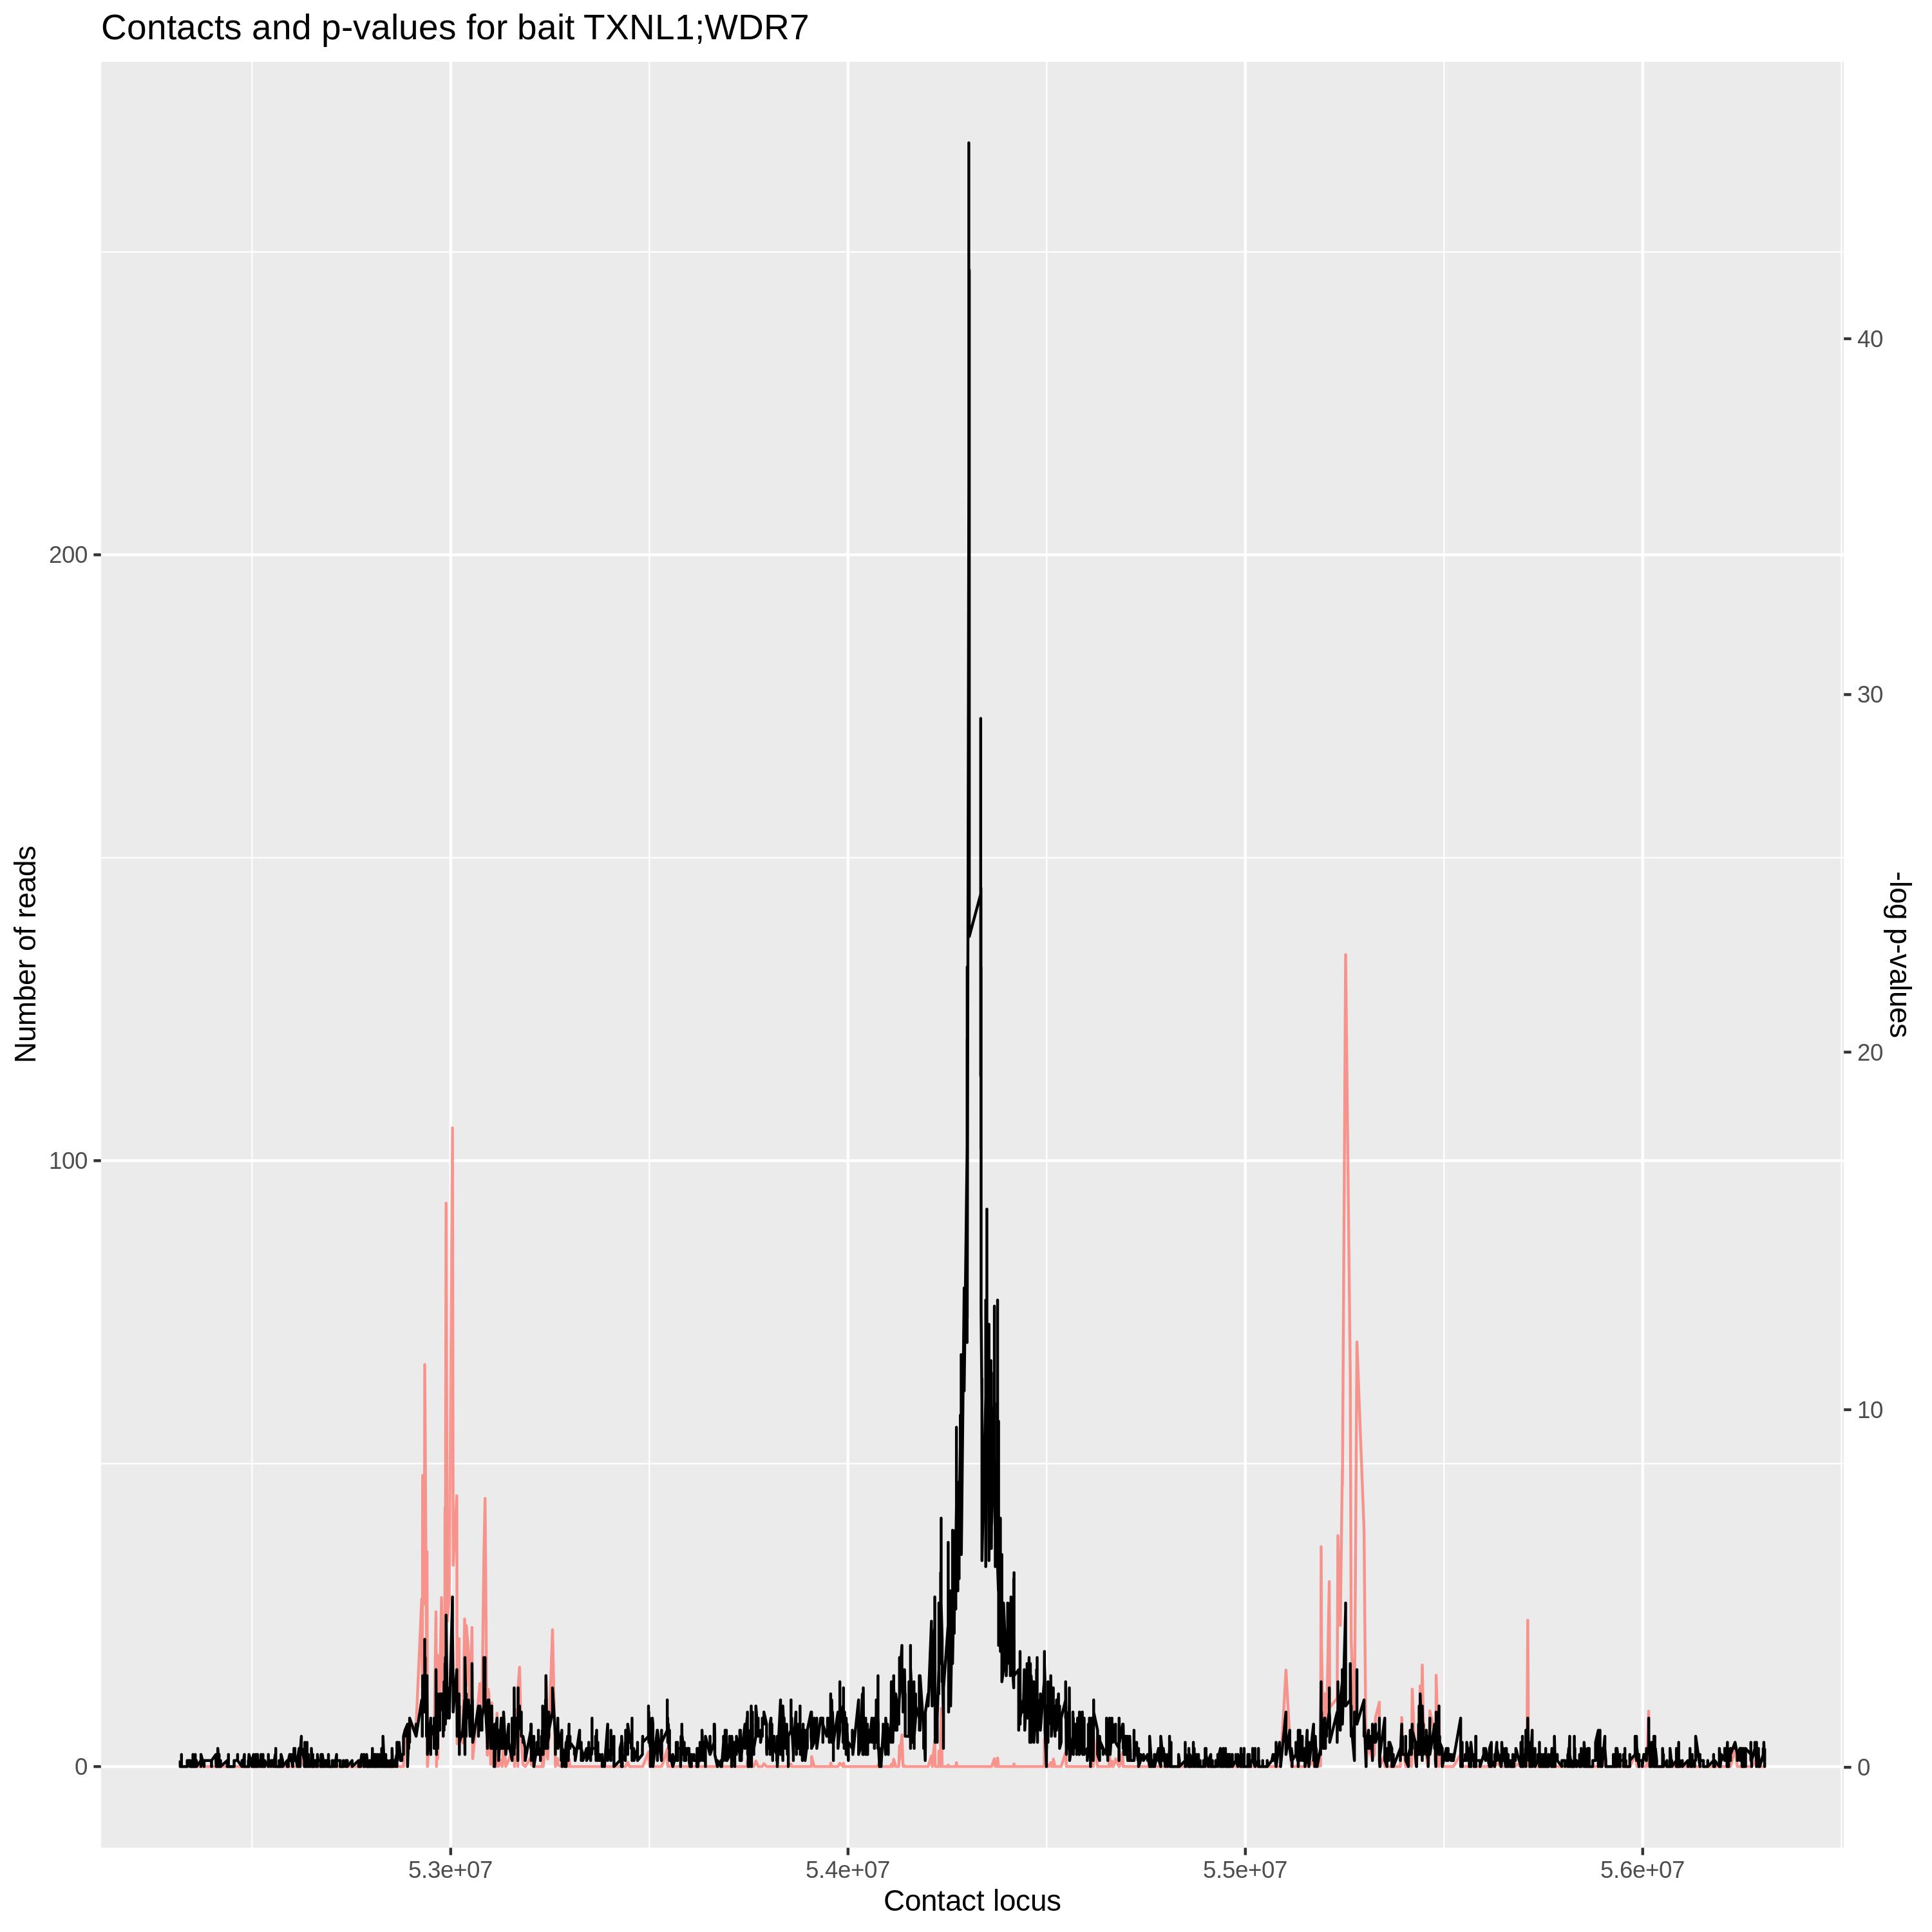 Contacts and p-values for bait TXNL1;WDR7
Number of reads
200
100
0
40
30
20
10
0
-log p-values
5.3e+07
5.4e+07
5.5e+07
5.6e+07
Contact locus